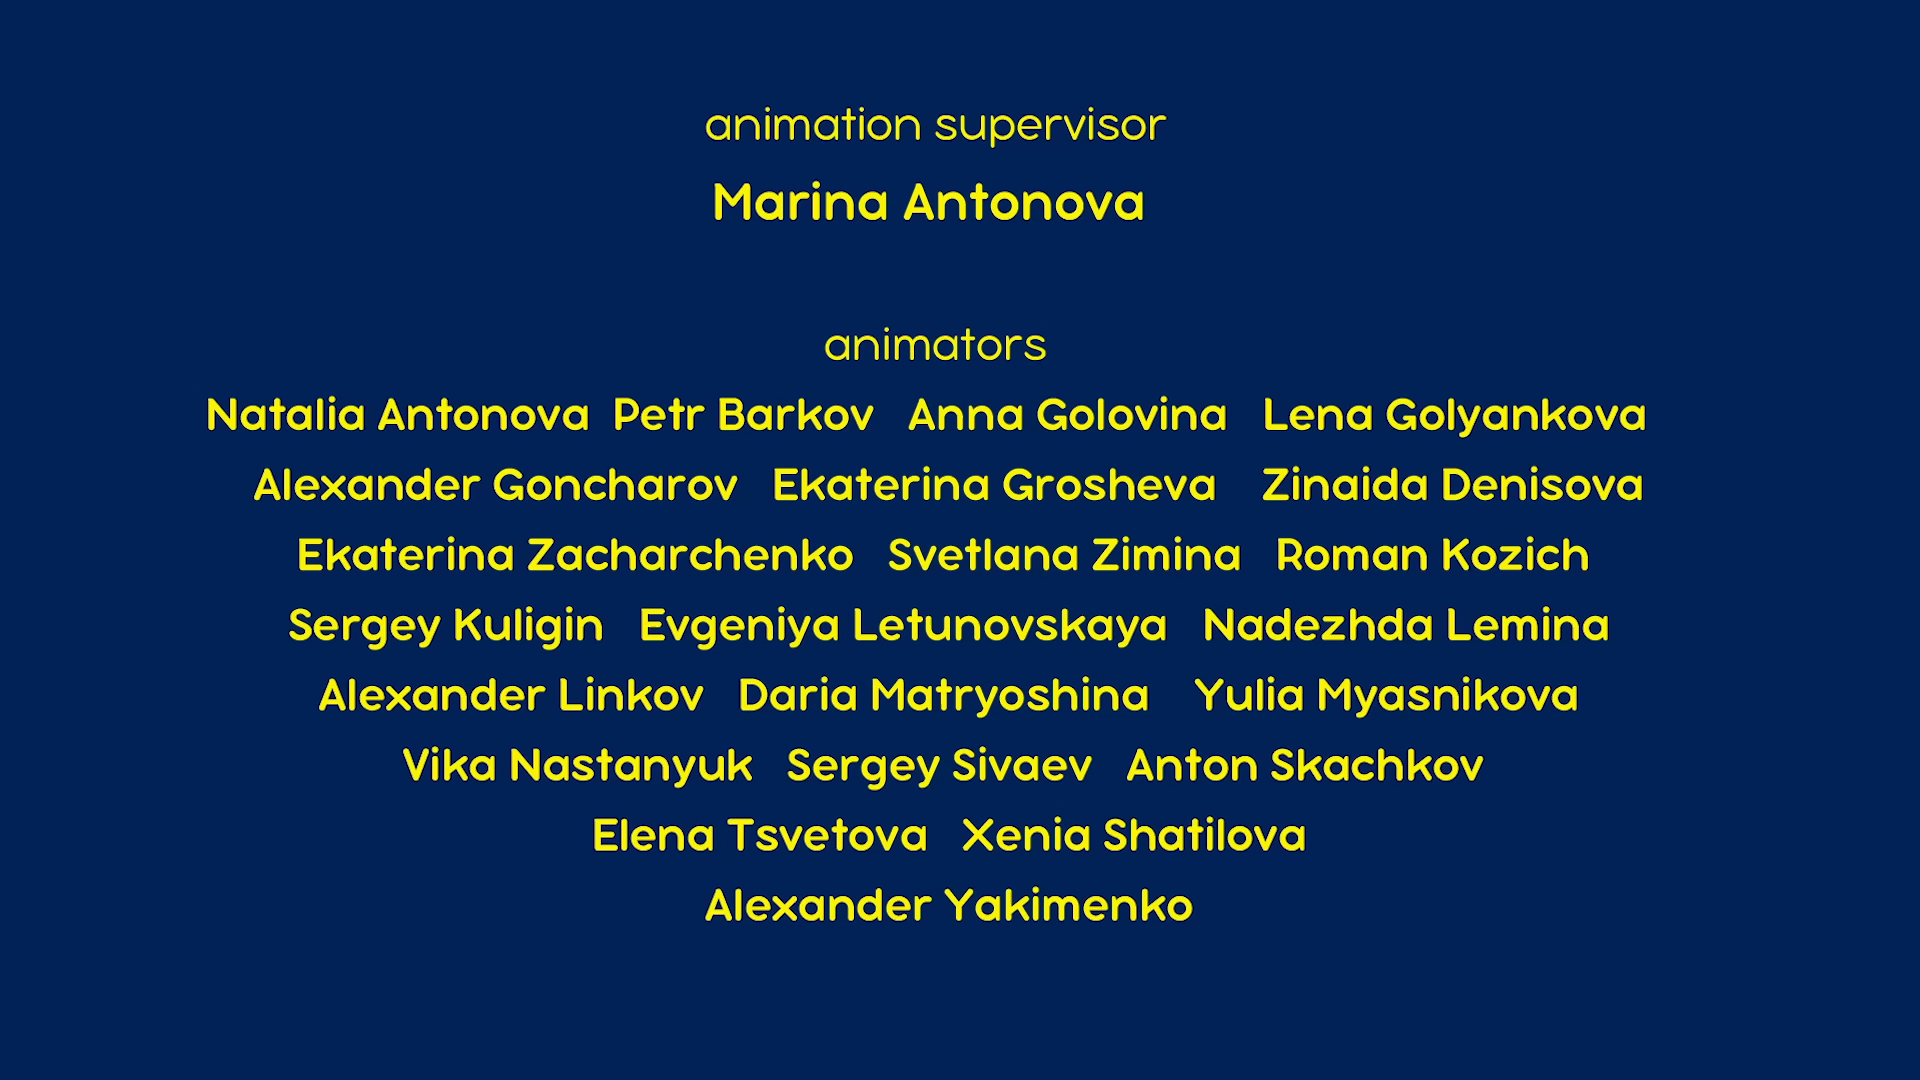 animation supervisor
Marina Antonova
animators
Natalia Antonova Petr Barkov Anna Golovina Lena Golyankova
Alexander Goncharov Ekaterina Grosheva Zinaida Denisova
Ekaterina Zacharchenko Svetlana Zimina Roman Kozich
Sergey Kuligin Evgeniya Letunovskaya Nadezhda Lemina
Alexander Linkov Daria Matryoshina Yulia Myasnikova
Vika Nastanyuk Sergey Sivaev Anton Skachkov
Elena Tsvetova Xenia Shatilova
Alexander Yakimenko